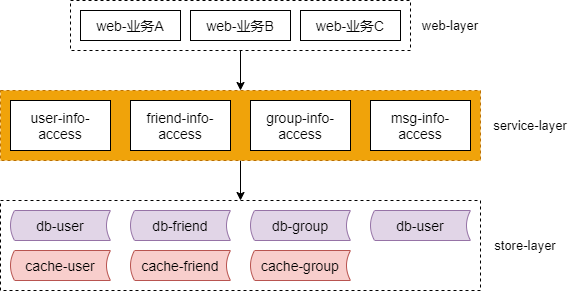 web-业务A
web-业务B
web-业务C
web-layer
user-info-
access
friend-info-
access
group-info-
access
msg-info-
access
service-layer
db-user
db-friend
db-group
db-user
cache-user
cache-friend
cache-group
store-layer